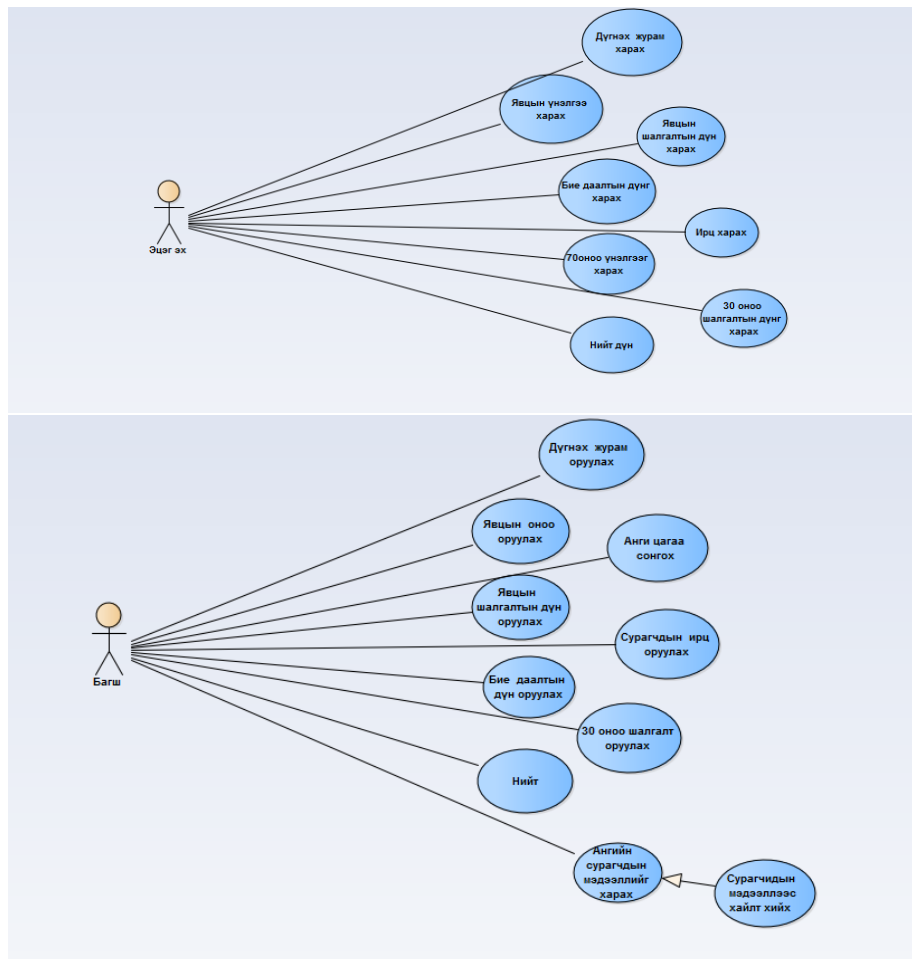 Дүгнэх журам
харах
Явцын үнэлгээ
харах
Явцын
шалгалтын дүн
харах
Бие даалтын дүнг
харах
Ирц харах
Эцэг эх
70оноо үнэлгээг
харах
30 оноо
шалгалтын дүнг
харах
Нийт дүн
Дүгнэх журам
оруулах
Явцын оноо
оруулах
Анги цагаа
сонгох
Явцын
шалгалтын дүн
оруулах
Сурагчдын ирц
оруулах
Багш
Бие даалтын
дүн оруулах
30 оноо шалгалт
оруулах
Нийт
Ангийн
сурагчдын
мэдээллийг
харах
Сурагчидын
мэдээллээс
хайлт хийх